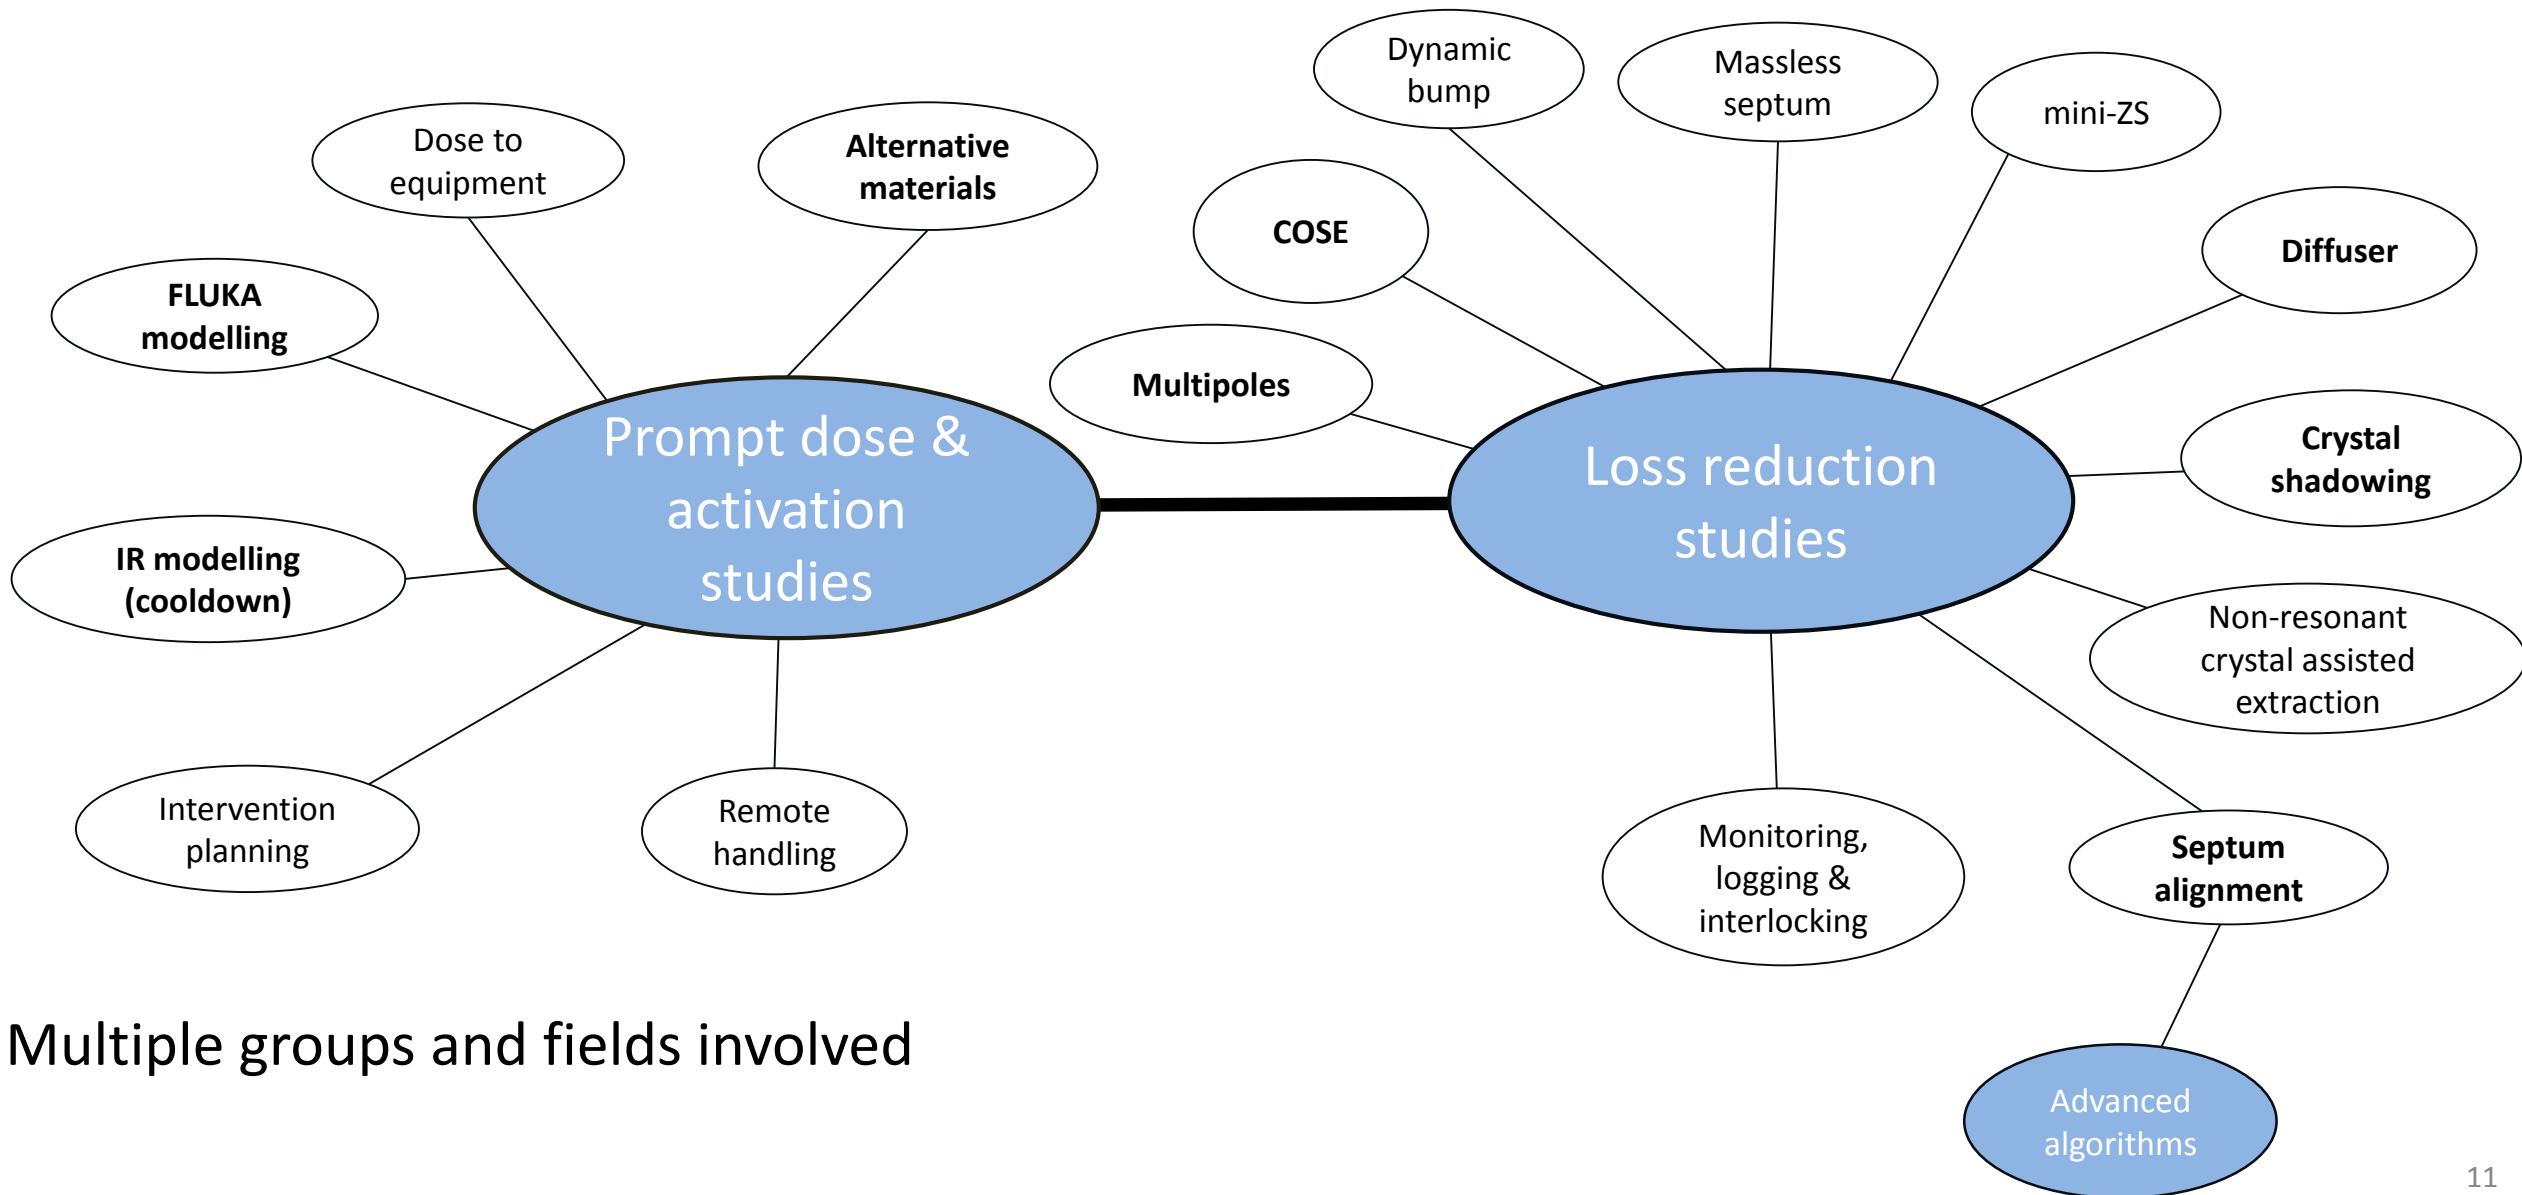 Dynamic
bump
Massless
septum
mini-ZS
Dose to
equipment
Alternative
materials
COSE
Diffuser
FLUKA
modelling
Multipoles
Prompt dose &
activation
studies
Loss reduction
studies
Crystal
shadowing
IR modelling
(cooldown)
Non-resonant
crystal assisted
extraction
Intervention
planning
Remote
handling
Monitoring,
logging &
interlocking
Septum
alignment
Multiple groups and fields involved
Advanced
algorithms
11